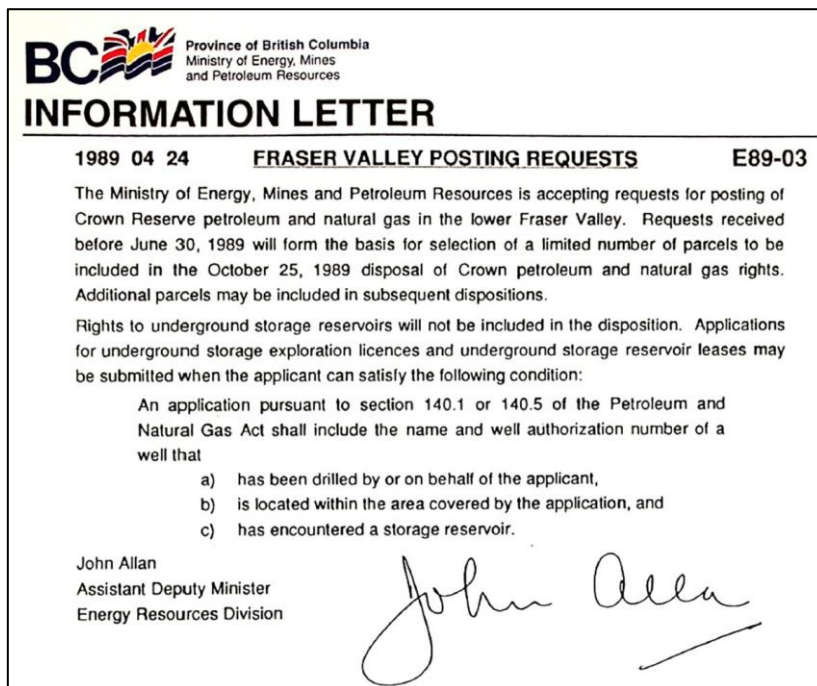 BC
Province of British Columbia
Ministry of Energy, Mines
and Petroleum Resources
INFORMATION LETTER
1989 04 24 FRASER VALLEY POSTING REQUESTS E89-03
The Ministry of Energy, Mines and Petroleum Resources is accepting requests for posting of
Crown Reserve petroleum and natural gas in the lower Fraser Valley. Requests received
before June 30, 1989 will form the basis for selection of a limited number of parcels to be
included in the October 25, 1989 disposal of Crown petroleum and natural gas rights.
Additional parcels may be included in subsequent dispositions.
Rights to underground storage reservoirs will not be included in the disposition. Applications
for underground storage exploration licences and underground storage reservoir leases may
be submitted when the applicant can satisfy the following condition:
An application pursuant to section 140.1 or 140.5 of the Petroleum and
Natural Gas Act shall include the name and well authorization number of a
well that
a) has been drilled by or on behalf of the applicant,
b) is located within the area covered by the application, and
c) has encountered a storage reservoir.
John Allan
Assistant Deputy Minister
Energy Resources Division
John Allan